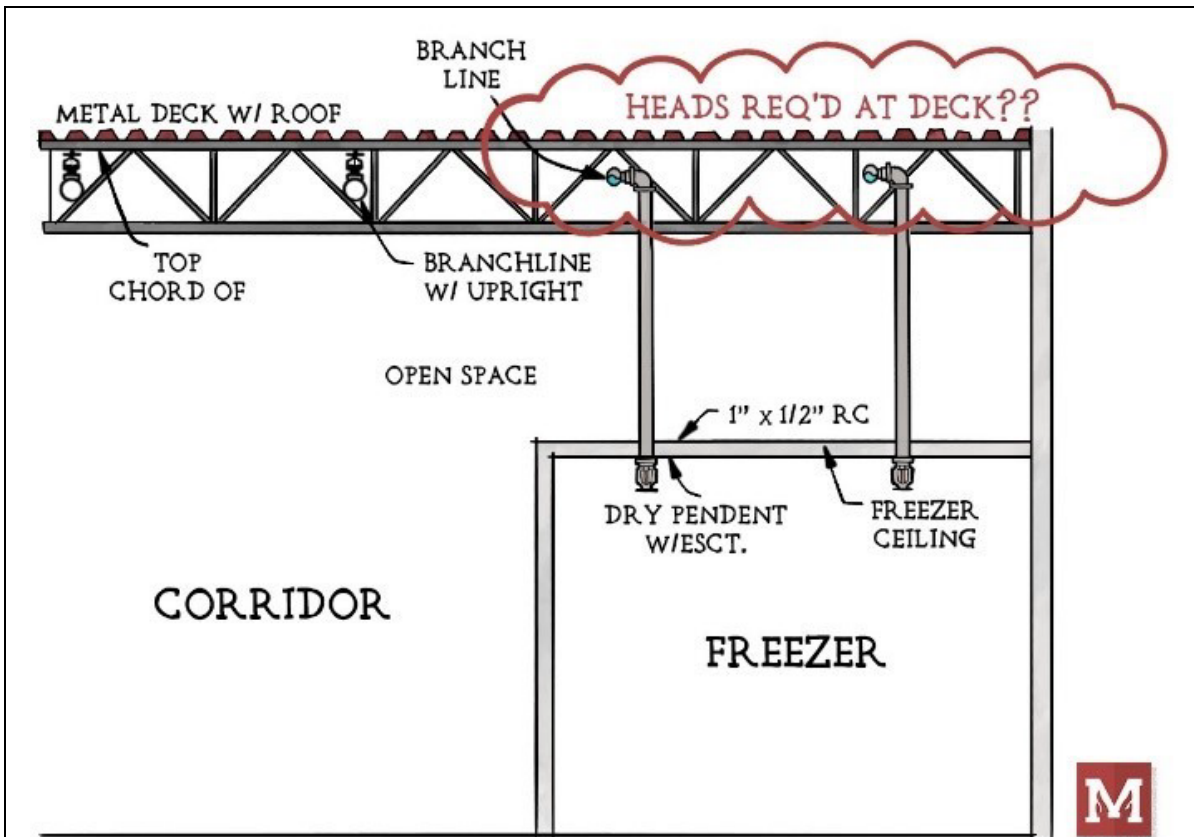 BRANCH
LINE
HEADS REQ'D AT DECK??
METAL DECK W/ ROOF
TOP
CHORD OF
BRANCHLINE
W/ UPRIGHT
OPEN SPACE
1" x 1/2" RC
DRY PENDENT
W/ESCT.
FREEZER
CEILING
CORRIDOR
FREEZER
M